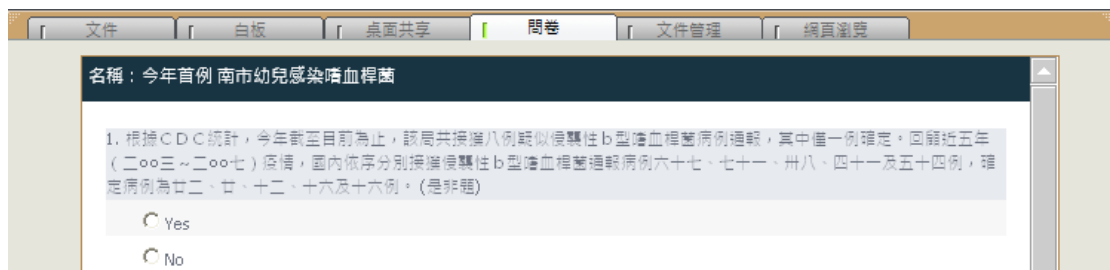 文件 白板 桌面共享 問卷 文件管理 網頁瀏覽
名稱：今年首例 南市幼兒感染嗜血桿菌
1. 根據ＣＤＣ統計，今年截至目前為止，該局共接獲八例疑似侵襲性ｂ型嗜血桿菌病例通報，其中僅一例確定。回顧近五年
（二oo三～二oo七）疫情，國內依序分別接獲侵襲性ｂ型嗜血桿菌通報病例六十七、七十一、卅八、四十一及五十四例，確
定病例為廿二、廿、十二、十六及十六例。(是非題)
Yes
No